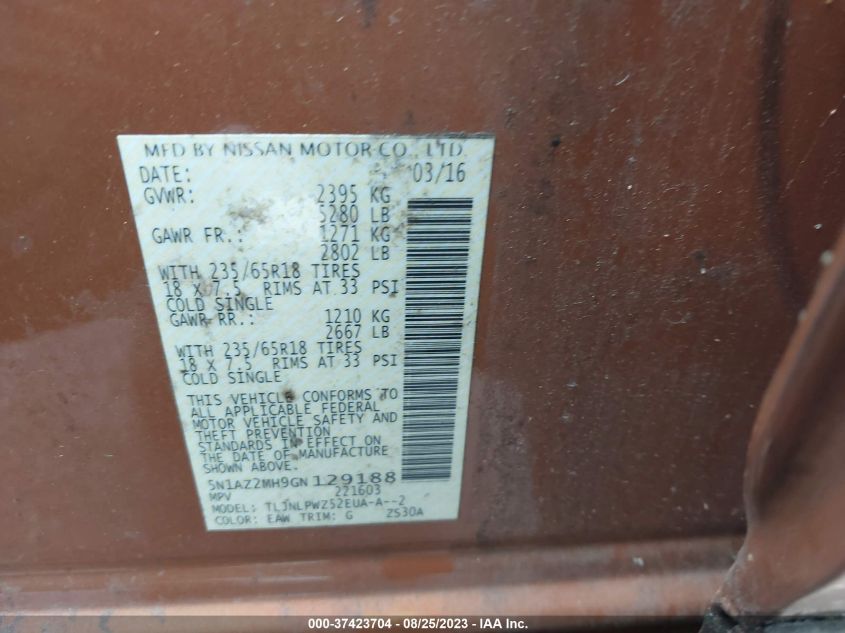 MFD BY NISSAN MOTOR CO., LTD.
DATE: 03/16
GVWR: 2395 KG
5280 LB
GAWR FR.: 1271 KG
2802 LB
WITH 235/65R18 TIRES
18 X 7.5 RIMS AT 33 PSI
COLD SINGLE
GAWR RR.: 1210 KG
2667 LB
WITH 235/65R18 TIRES
18 X 7.5 RIMS AT 33 PSI
COLD SINGLE
THIS VEHICLE CONFORMS TO
ALL APPLICABLE FEDERAL
MOTOR VEHICLE SAFETY AND
THEFT PREVENTION
STANDARDS IN EFFECT ON
THE DATE OF MANUFACTURE
SHOWN ABOVE.
5N1AZ2MH9GN 129188
MPV 221603
MODEL: TLJNLPWZ52EUA-A--2
COLOR: EAW TRIM: G ZS30A
000-37423704 - 08/25/2023 - IAA Inc.